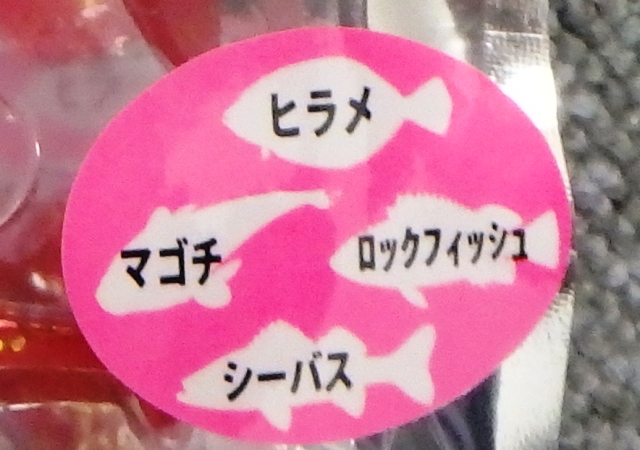 ヒラメ
マゴチ
ロックフィッシュ
シーバス